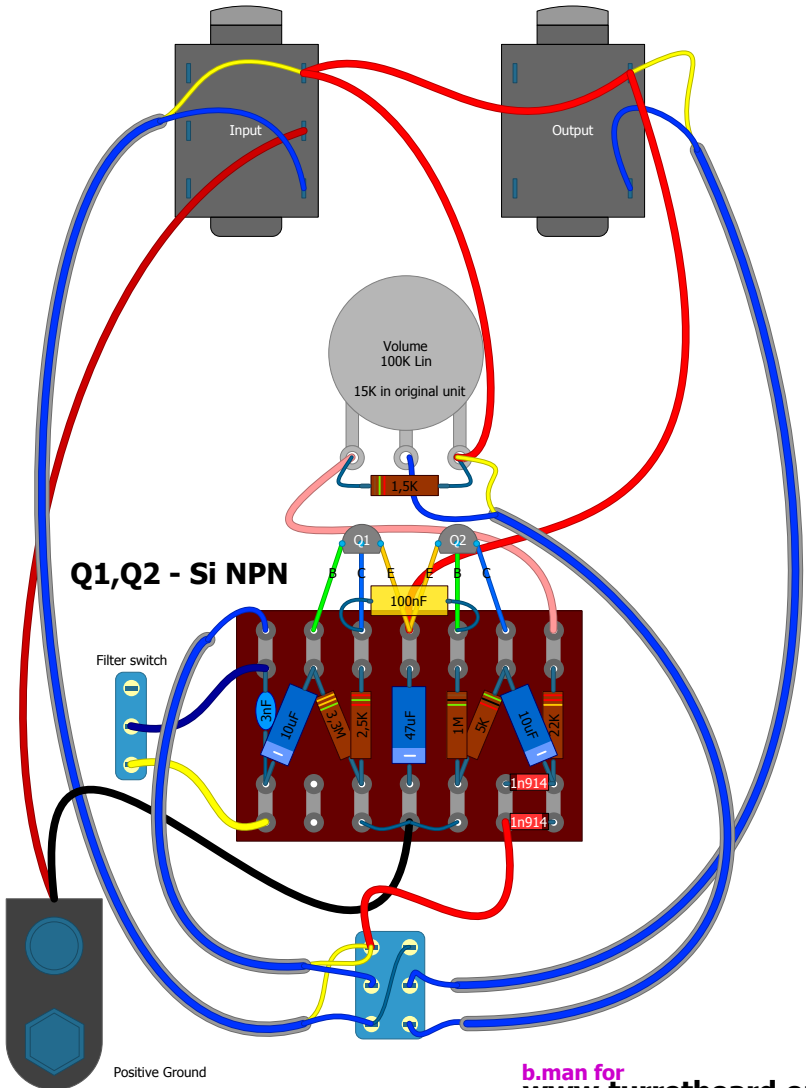 Input
Output
Volume
100K Lin
15K in original unit
1,5K
Q1
Q2
Q1,Q2 - Si NPN
B
C
E
E
B
C
100nF
Filter switch
3nF
10uF
3,3M
2,5K
47uF
1M
5K
10uF
22K
1n914
1n914
Positive Ground
b.man for